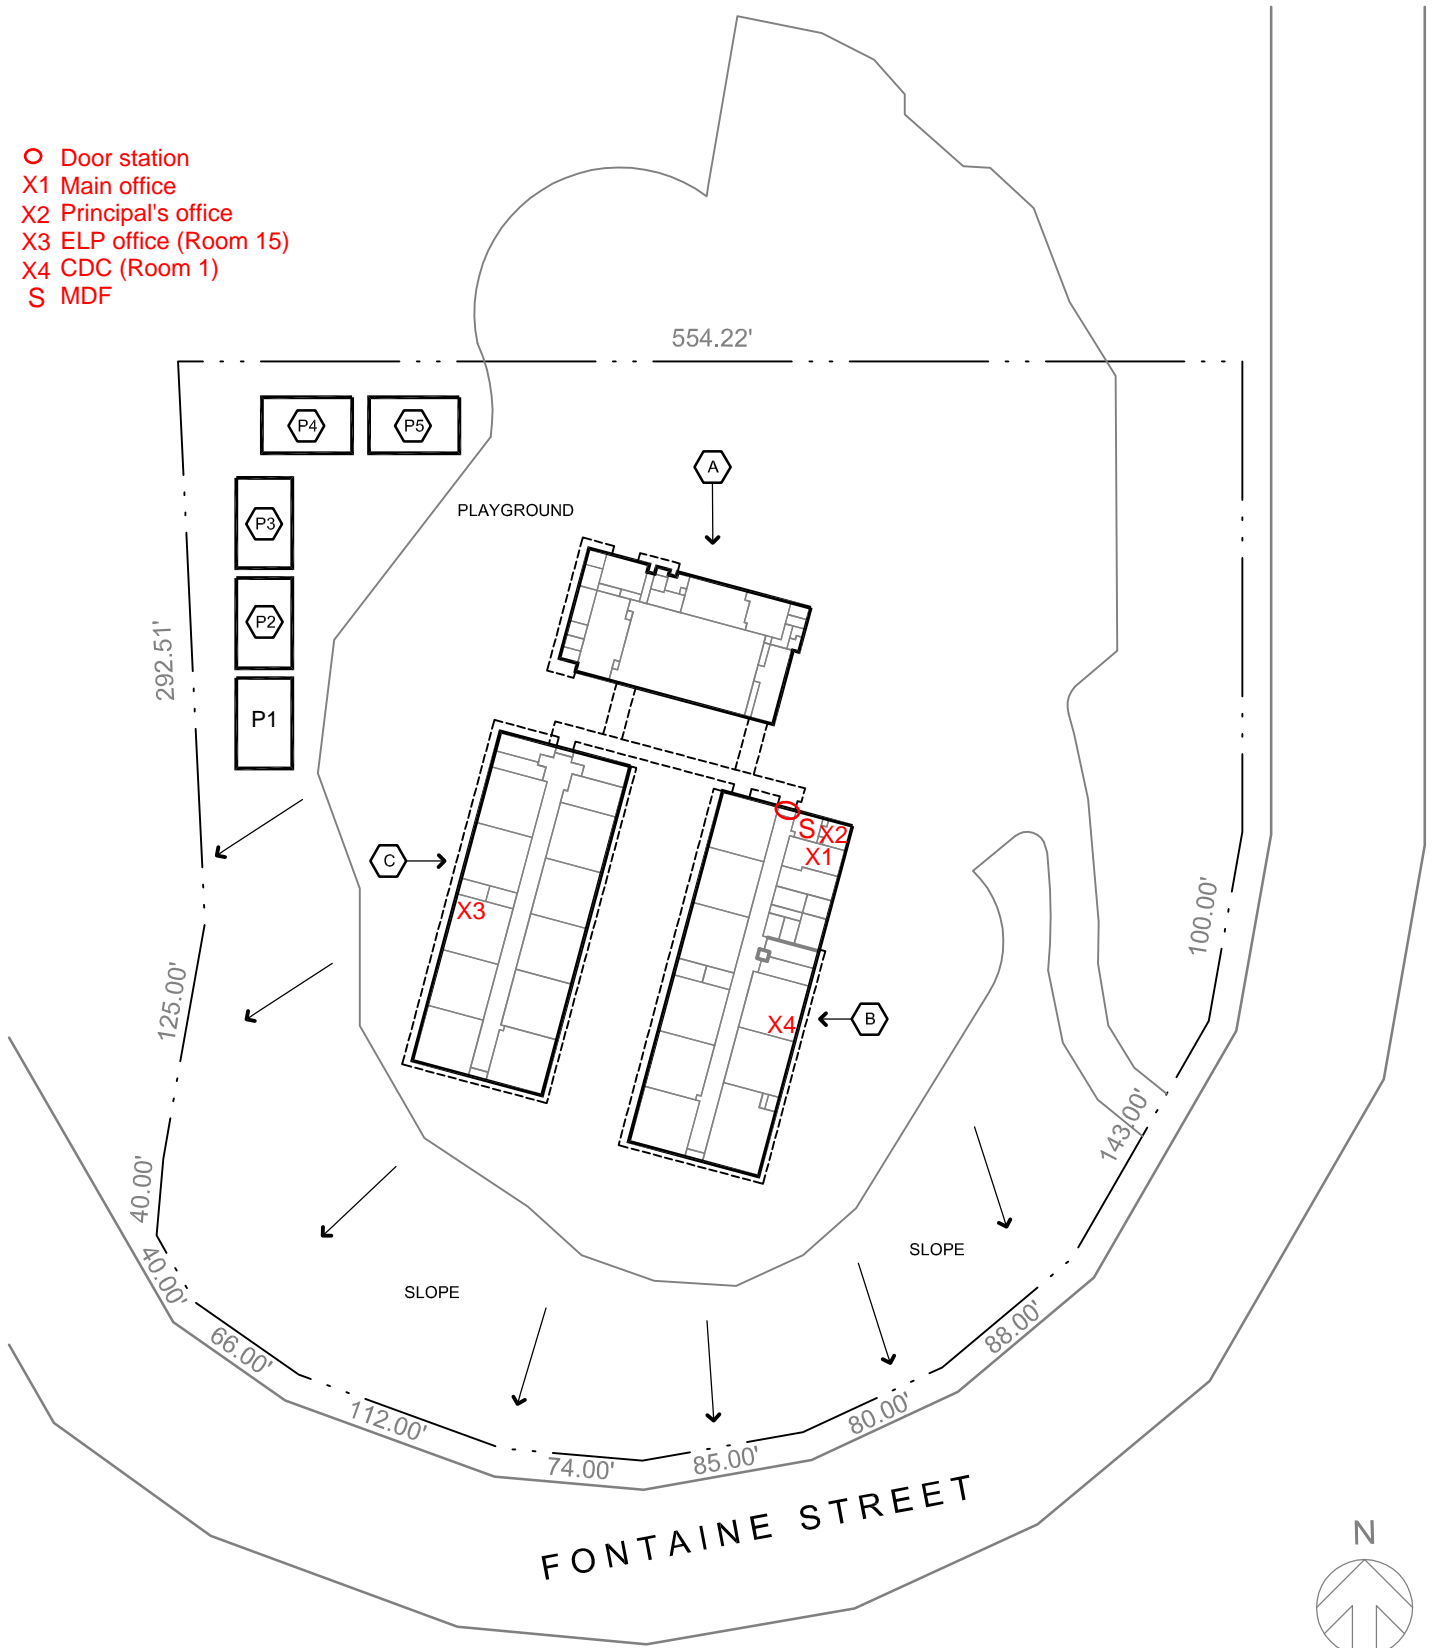 O Door station
X1 Main office
X2 Principal's office
X3 ELP office (Room 15)
X4 CDC (Room 1)
S MDF
554.22'
P4
P5
A
PLAYGROUND
P3
P2
292.51'
P1
S
X2
X1
C
X3
100.00'
125.00'
X4
B
143.00'
40.00'
SLOPE
40.00'
SLOPE
66.00'
88.00'
112.00'
80.00'
74.00'
85.00'
FONTAINE STREET
N